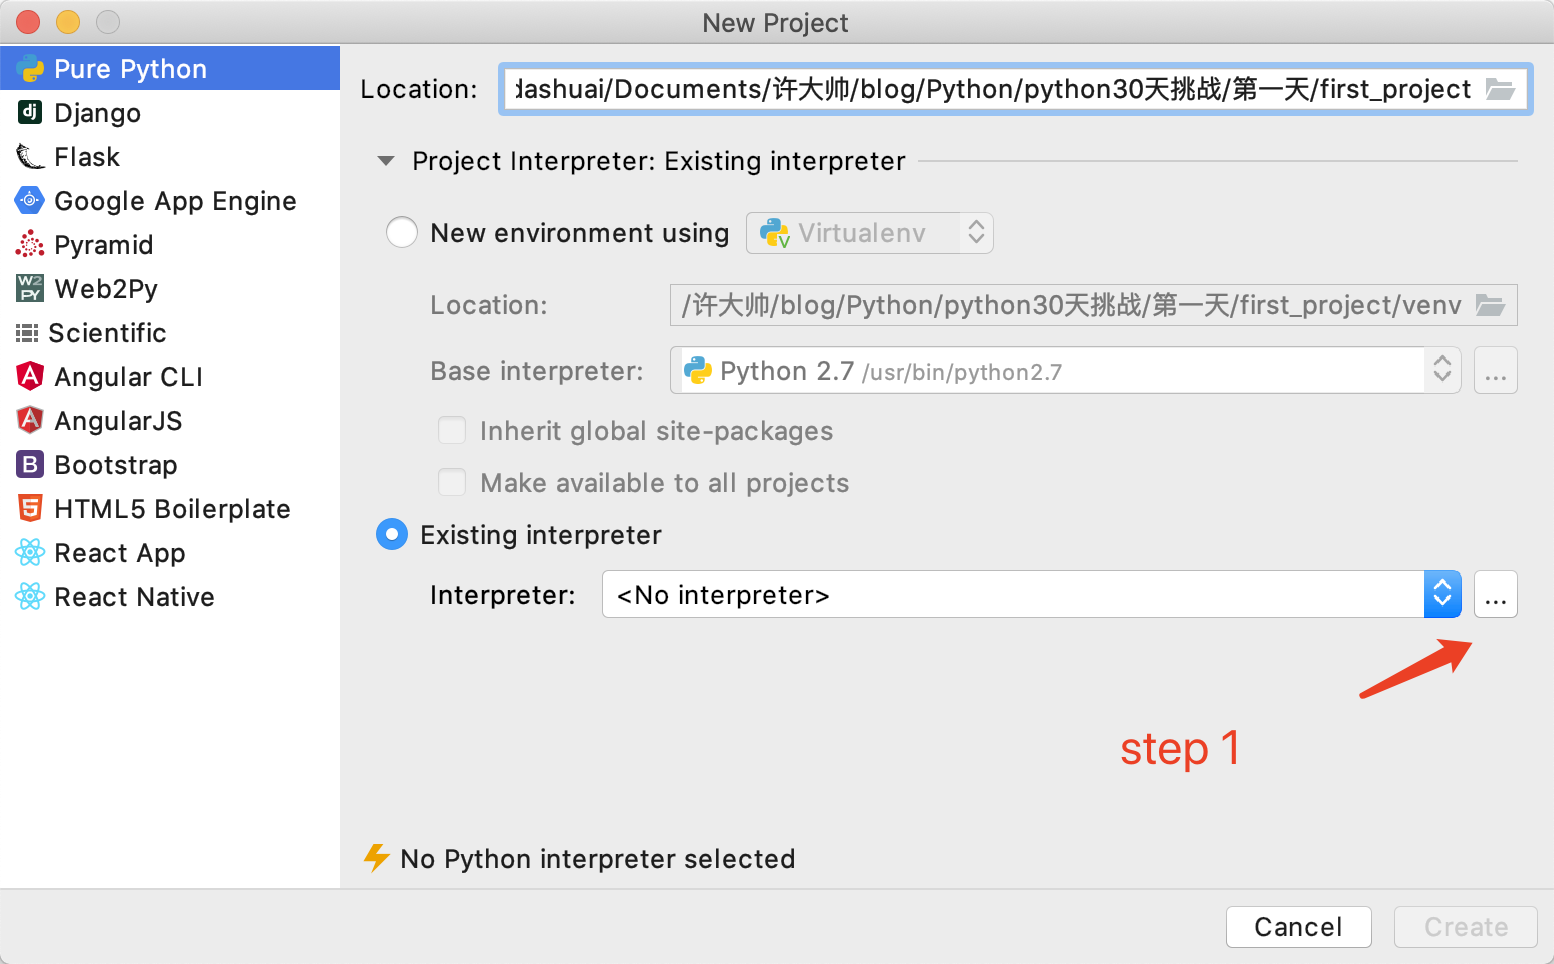 New Project
Pure Python
Django
Flask
Google App Engine
Pyramid
Web2Py
Scientific
Angular CLI
AngularJS
Bootstrap
HTML5 Boilerplate
React App
React Native
Location: dashuai/Documents/许大帅/blog/Python/python30天挑战/第一天/first_project
Project Interpreter: Existing interpreter
New environment using Virtualenv
Location: /许大帅/blog/Python/python30天挑战/第一天/first_project/venv
Base interpreter: Python 2.7 /usr/bin/python2.7 ...
Inherit global site-packages
Make available to all projects
Existing interpreter
Interpreter: <No interpreter> ...
step 1
No Python interpreter selected
Cancel Create